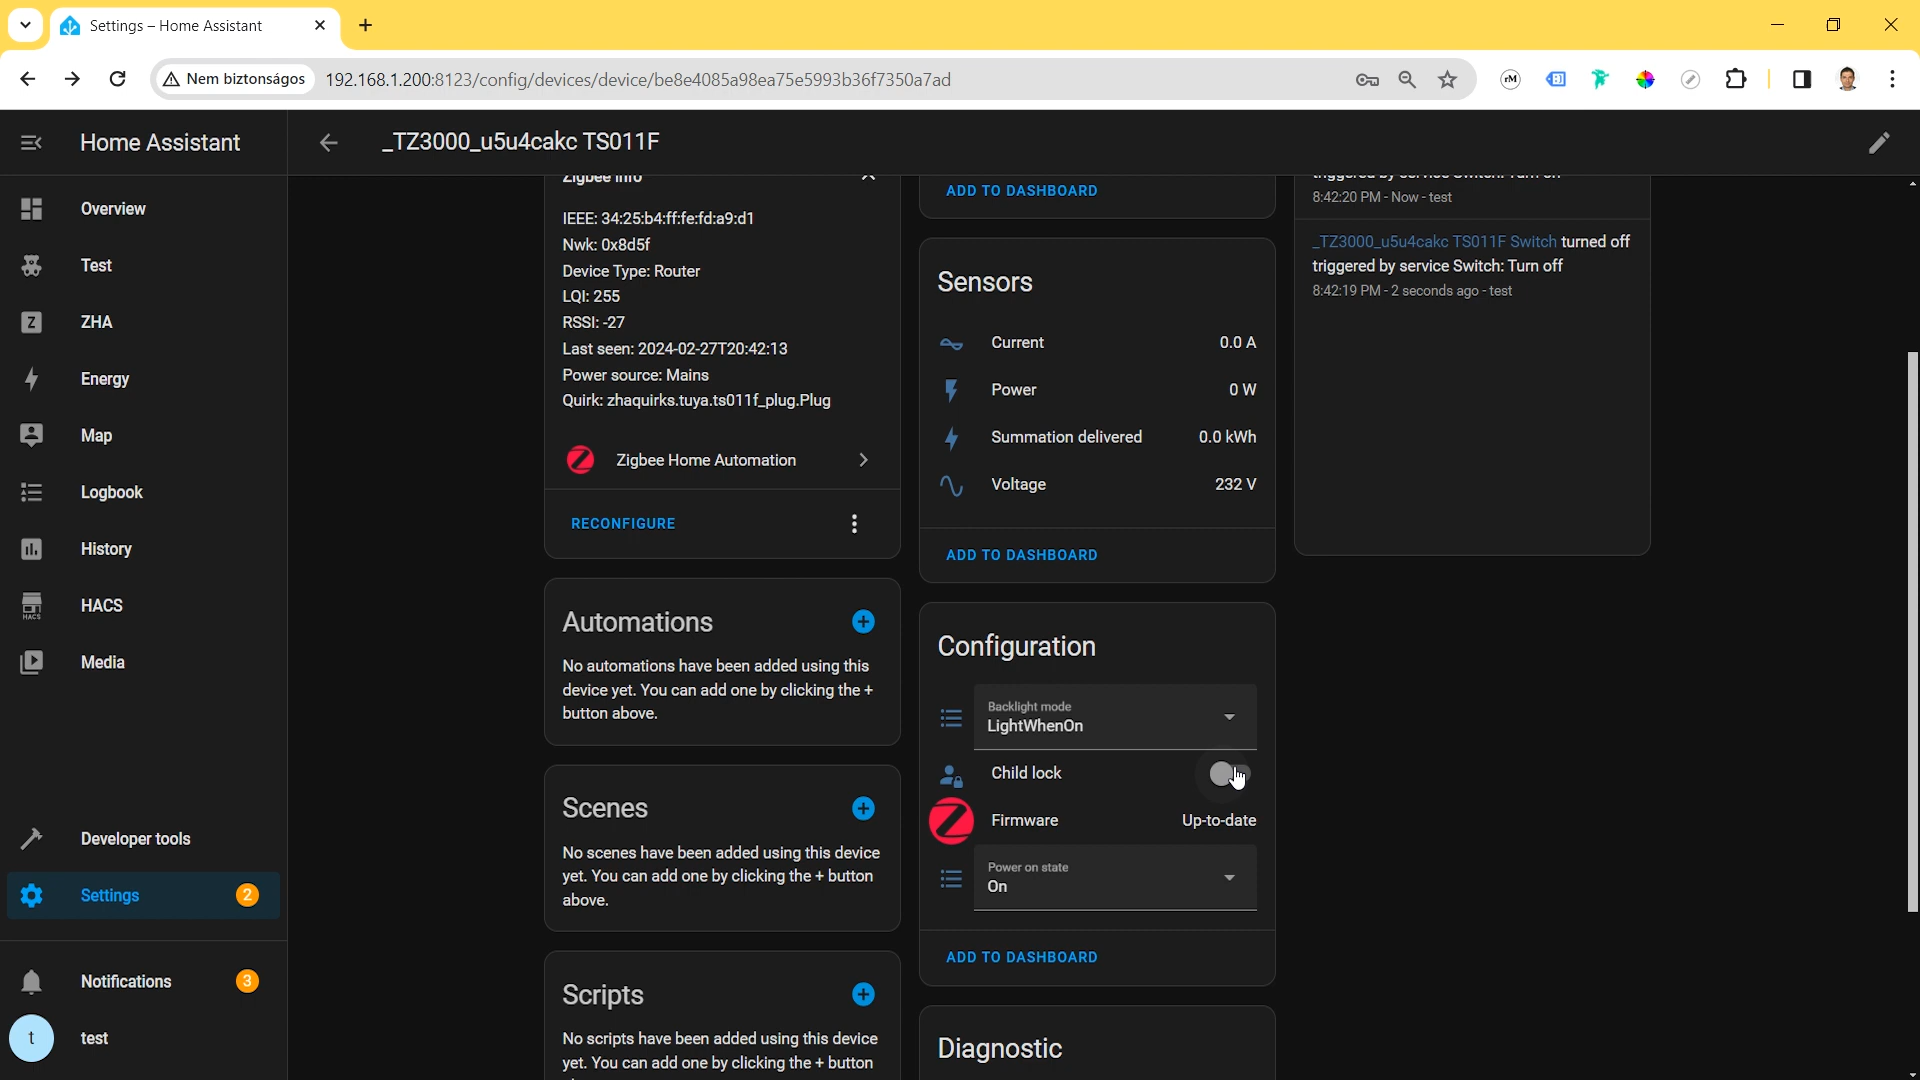 Settings – Home Assistant
Nem biztonságos
192.168.1.200:8123/config/devices/device/be8e4085a98ea75e5993b36f7350a7ad
Home Assistant
_TZ3000_u5u4cakc TS011F
Overview
Test
ZHA
Energy
Map
Logbook
History
HACS
HACS
Media
Developer tools
Settings
2
Notifications
3
t
test
Zigbee info
IEEE: 34:25:b4:ff:fe:fd:a9:d1
Nwk: 0x8d5f
Device Type: Router
LQI: 255
RSSI: -27
Last seen: 2024-02-27T20:42:13
Power source: Mains
Quirk: zhaquirks.tuya.ts011f_plug.Plug
Zigbee Home Automation
RECONFIGURE
Automations
No automations have been added using this
device yet. You can add one by clicking the +
button above.
Scenes
No scenes have been added using this device
yet. You can add one by clicking the + button
above.
Scripts
No scripts have been added using this device
yet. You can add one by clicking the + button
ADD TO DASHBOARD
Sensors
Current 0.0 A
Power 0 W
Summation delivered 0.0 kWh
Voltage 232 V
ADD TO DASHBOARD
Configuration
Backlight mode
LightWhenOn
Child lock
Firmware Up-to-date
Power on state
On
ADD TO DASHBOARD
Diagnostic
triggered by service Switch: Turn on
8:42:20 PM - Now - test
_TZ3000_u5u4cakc TS011F Switch turned off
triggered by service Switch: Turn off
8:42:19 PM - 2 seconds ago - test